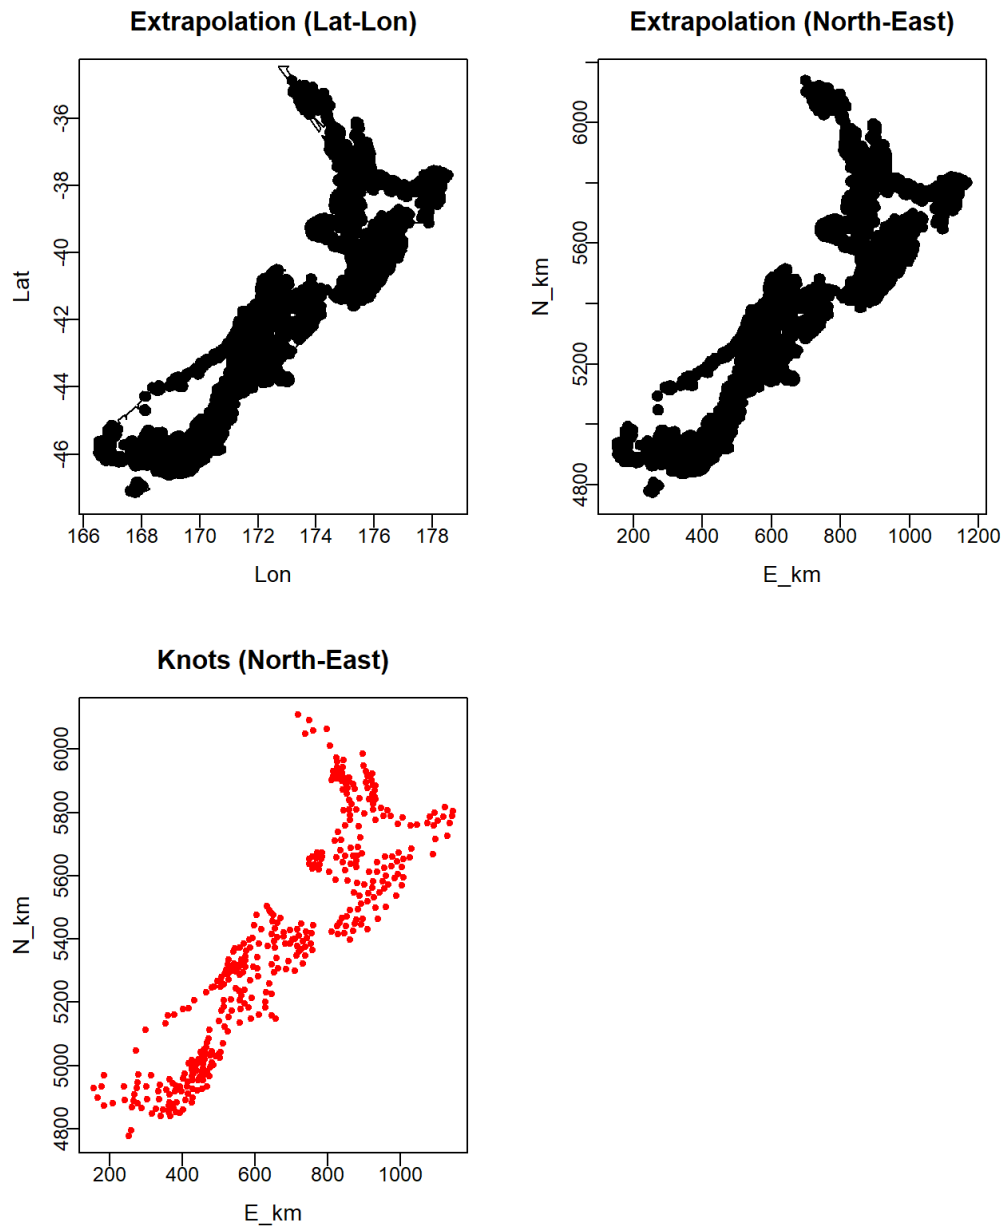 Extrapolation (Lat-Lon)
Lat
-36
-38
-40
-42
-44
-46
166 168 170 172 174 176 178
Lon
Extrapolation (North-East)
N_km
6000
5600
5200
4800
200 400 600 800 1000 1200
E_km
Knots (North-East)
N_km
6000
5800
5600
5400
5200
5000
4800
200 400 600 800 1000
E_km